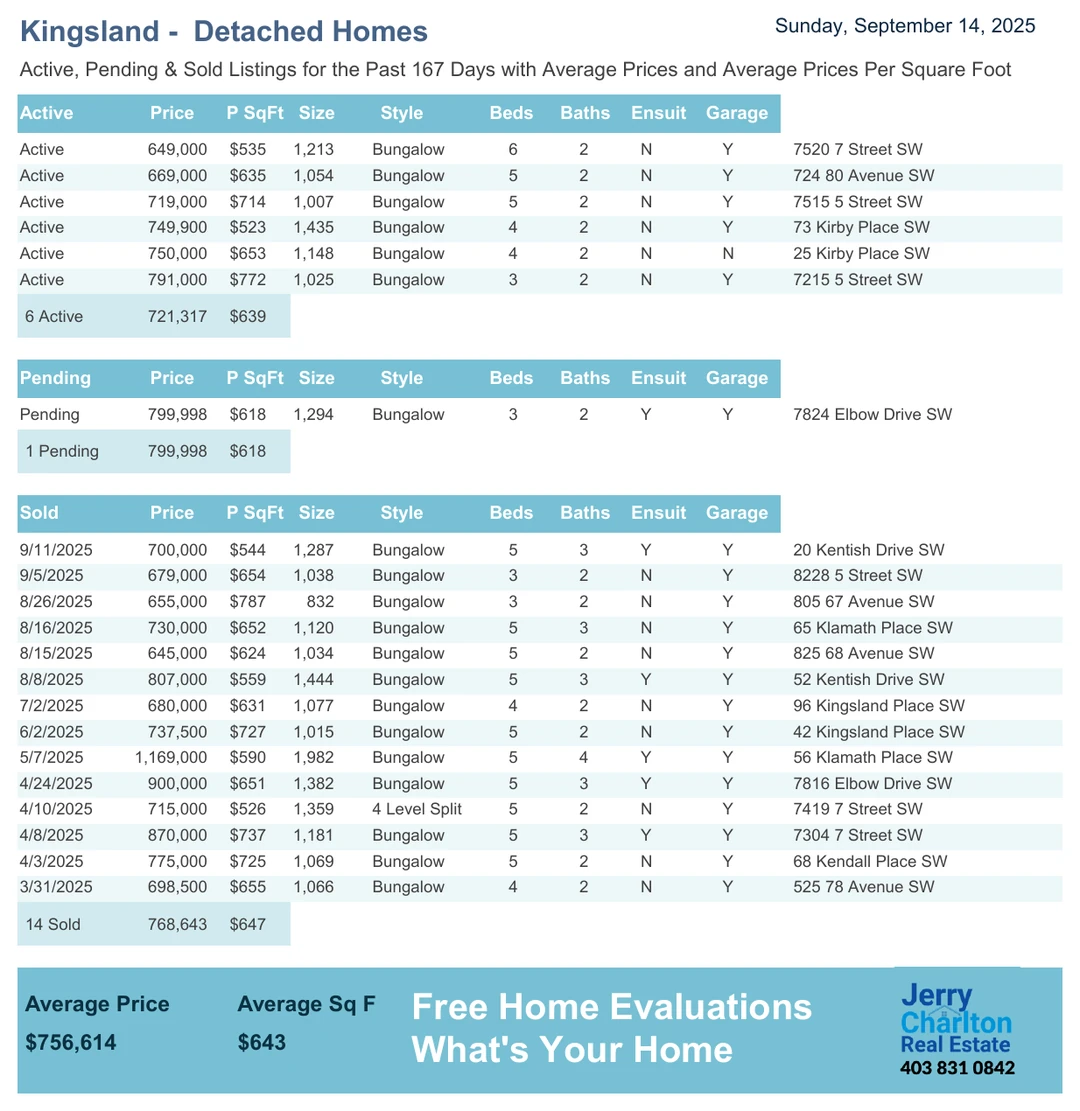 Kingsland -  Detached Homes
Sunday, September 14, 2025
Active, Pending & Sold Listings for the Past 167 Days with Average Prices and Average Prices Per Square Foot
Active Price P SqFt Size Style Beds Baths Ensuit Garage
Active 649,000 $535 1,213 Bungalow 6 2 N Y 7520 7 Street SW
Active 669,000 $635 1,054 Bungalow 5 2 N Y 724 80 Avenue SW
Active 719,000 $714 1,007 Bungalow 5 2 N Y 7515 5 Street SW
Active 749,900 $523 1,435 Bungalow 4 2 N Y 73 Kirby Place SW
Active 750,000 $653 1,148 Bungalow 4 2 N N 25 Kirby Place SW
Active 791,000 $772 1,025 Bungalow 3 2 N Y 7215 5 Street SW
6 Active 721,317 $639
Pending Price P SqFt Size Style Beds Baths Ensuit Garage
Pending 799,998 $618 1,294 Bungalow 3 2 Y Y 7824 Elbow Drive SW
1 Pending 799,998 $618
Sold Price P SqFt Size Style Beds Baths Ensuit Garage
9/11/2025 700,000 $544 1,287 Bungalow 5 3 Y Y 20 Kentish Drive SW
9/5/2025 679,000 $654 1,038 Bungalow 3 2 N Y 8228 5 Street SW
8/26/2025 655,000 $787 832 Bungalow 3 2 N Y 805 67 Avenue SW
8/16/2025 730,000 $652 1,120 Bungalow 5 3 N Y 65 Klamath Place SW
8/15/2025 645,000 $624 1,034 Bungalow 5 2 N Y 825 68 Avenue SW
8/8/2025 807,000 $559 1,444 Bungalow 5 3 Y Y 52 Kentish Drive SW
7/2/2025 680,000 $631 1,077 Bungalow 4 2 N Y 96 Kingsland Place SW
6/2/2025 737,500 $727 1,015 Bungalow 5 2 N Y 42 Kingsland Place SW
5/7/2025 1,169,000 $590 1,982 Bungalow 5 4 Y Y 56 Klamath Place SW
4/24/2025 900,000 $651 1,382 Bungalow 5 3 Y Y 7816 Elbow Drive SW
4/10/2025 715,000 $526 1,359 4 Level Split 5 2 N Y 7419 7 Street SW
4/8/2025 870,000 $737 1,181 Bungalow 5 3 Y Y 7304 7 Street SW
4/3/2025 775,000 $725 1,069 Bungalow 5 2 N Y 68 Kendall Place SW
3/31/2025 698,500 $655 1,066 Bungalow 4 2 N Y 525 78 Avenue SW
14 Sold 768,643 $647
Average Price Average Sq F
$756,614 $643
Free Home Evaluations
What's Your Home
Jerry
Charlton
Real Estate
403 831 0842